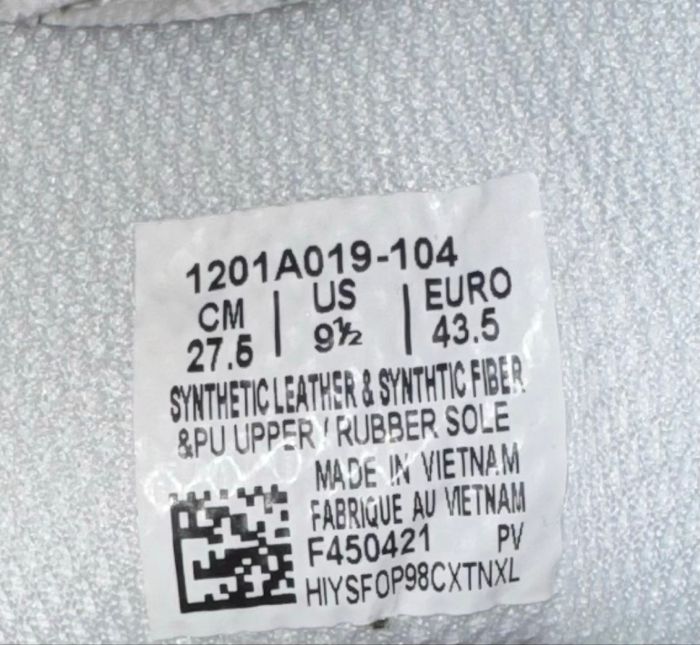 1201A019-104
CM | US | EURO
27.5 | 9½ | 43.5
SYNTHETIC LEATHER & SYNTHTIC FIBER
&PU UPPER / RUBBER SOLE
MADE IN VIETNAM
FABRIQUE AU VIETNAM
F450421 PV
HIYSFOP98CXTNXL